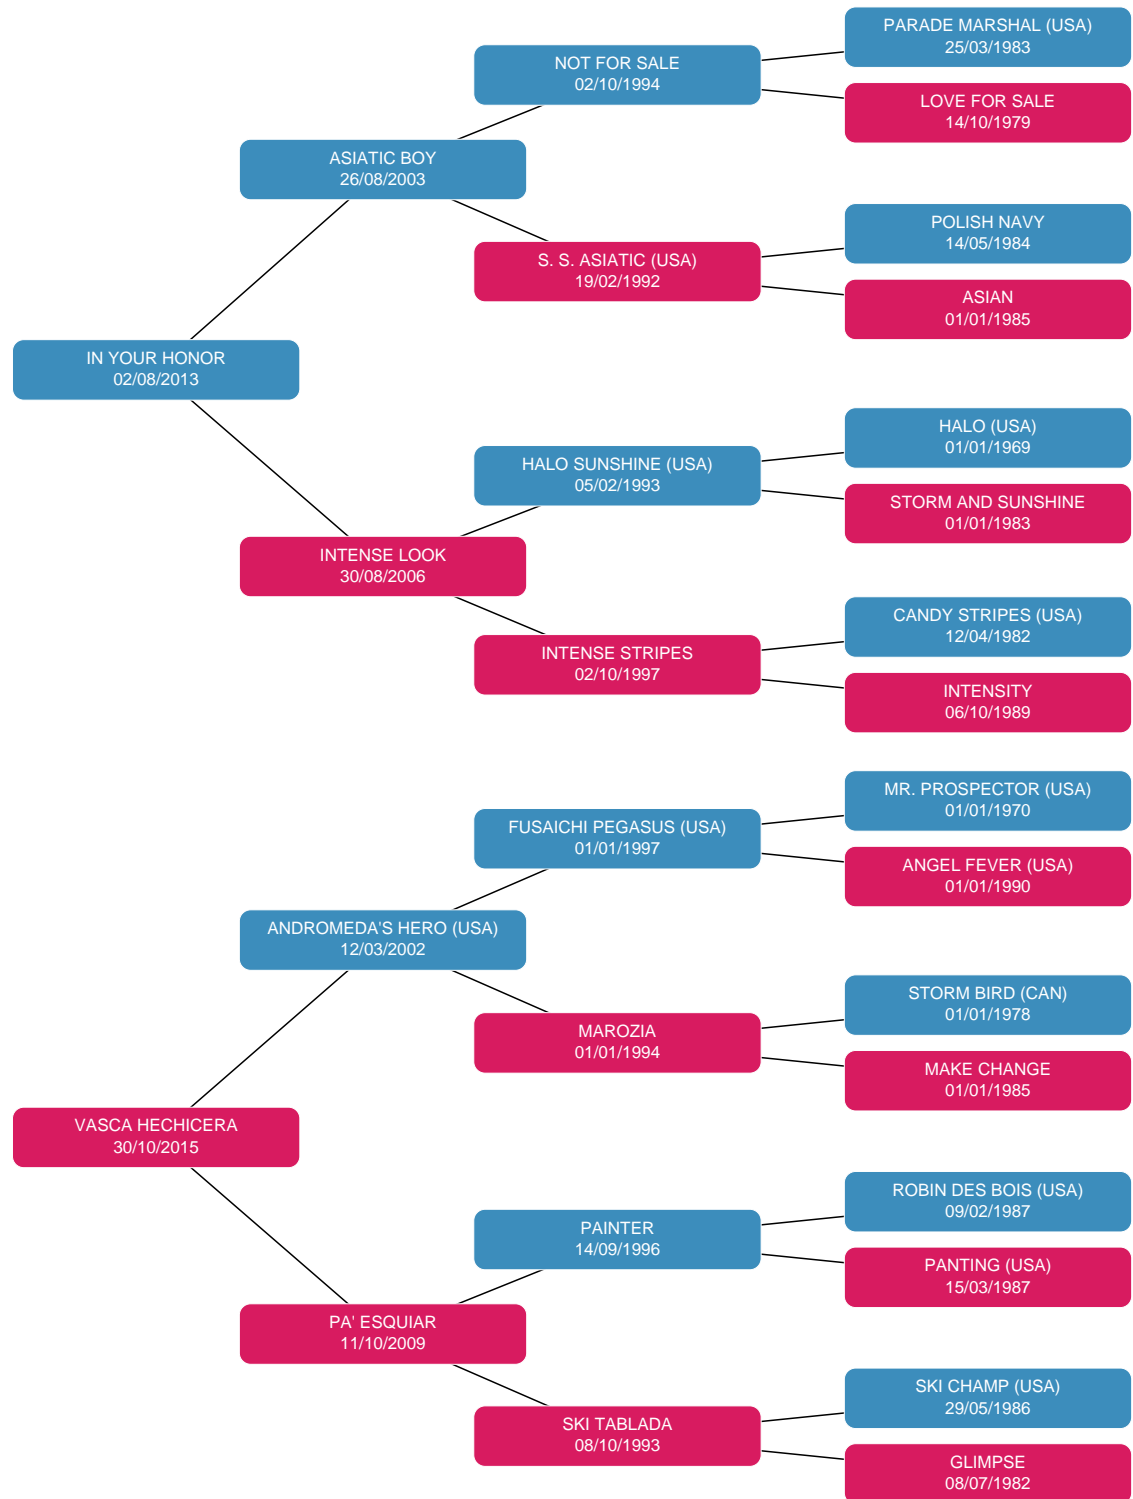 PARADE MARSHAL (USA)
25/03/1983
NOT FOR SALE
02/10/1994
LOVE FOR SALE
14/10/1979
ASIATIC BOY
26/08/2003
POLISH NAVY
14/05/1984
S. S. ASIATIC (USA)
19/02/1992
ASIAN
01/01/1985
IN YOUR HONOR
02/08/2013
HALO (USA)
01/01/1969
HALO SUNSHINE (USA)
05/02/1993
STORM AND SUNSHINE
01/01/1983
INTENSE LOOK
30/08/2006
CANDY STRIPES (USA)
12/04/1982
INTENSE STRIPES
02/10/1997
INTENSITY
06/10/1989
MR. PROSPECTOR (USA)
01/01/1970
FUSAICHI PEGASUS (USA)
01/01/1997
ANGEL FEVER (USA)
01/01/1990
ANDROMEDA'S HERO (USA)
12/03/2002
STORM BIRD (CAN)
01/01/1978
MAROZIA
01/01/1994
MAKE CHANGE
01/01/1985
VASCA HECHICERA
30/10/2015
ROBIN DES BOIS (USA)
09/02/1987
PAINTER
14/09/1996
PANTING (USA)
15/03/1987
PA' ESQUIAR
11/10/2009
SKI CHAMP (USA)
29/05/1986
SKI TABLADA
08/10/1993
GLIMPSE
08/07/1982